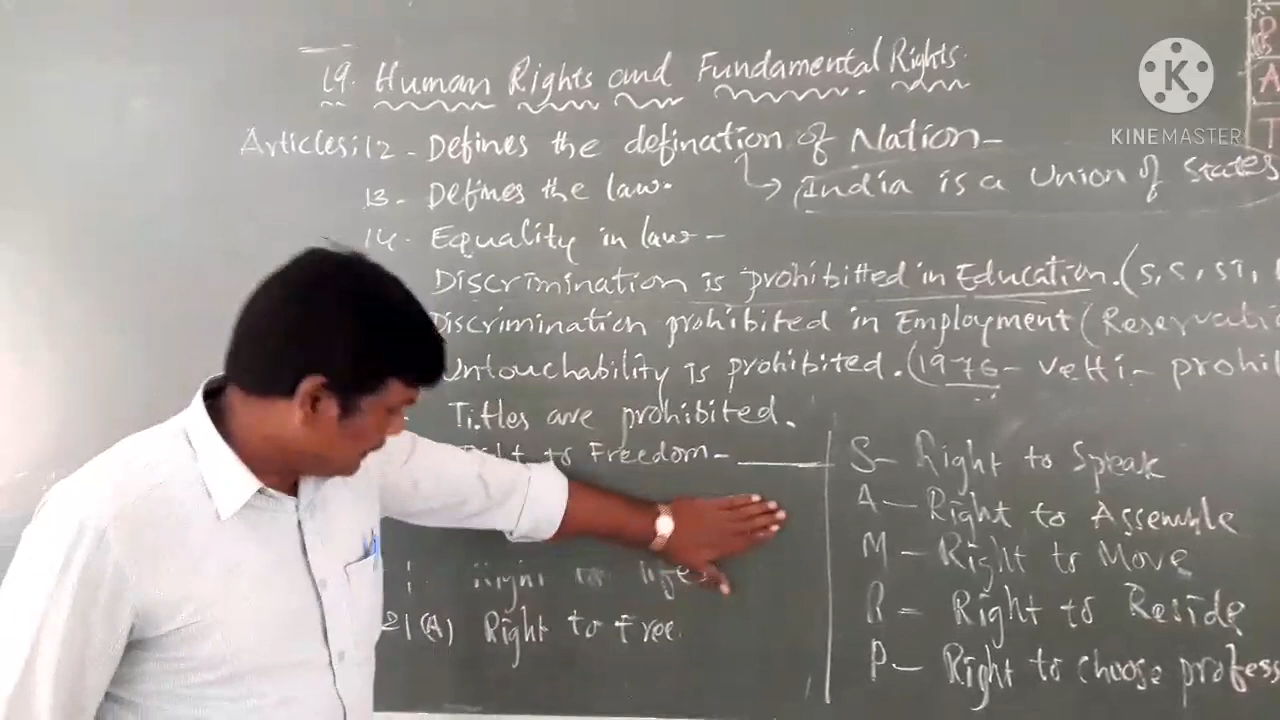 19. Human Rights and Fundamental Rights.
Articles: 12 - Defines the defination of Nation -
India is a Union of States
13 - Defines the law.
14. Equality in law -
Discrimination is prohibitted in Education. (S, C, ST,
Discrimination prohibited in Employment (Reservati
Untouchability is prohibited. (1976 - Vetti - prohib
Titles are prohibited.
to Freedom -
S - Right to Speak
A - Right to Assemble
M - Right to Move
R - Right to Reside
P - Right to choose profess
Right to life
21 (A) Right to Free
K
KINEMASTER
P
A
T